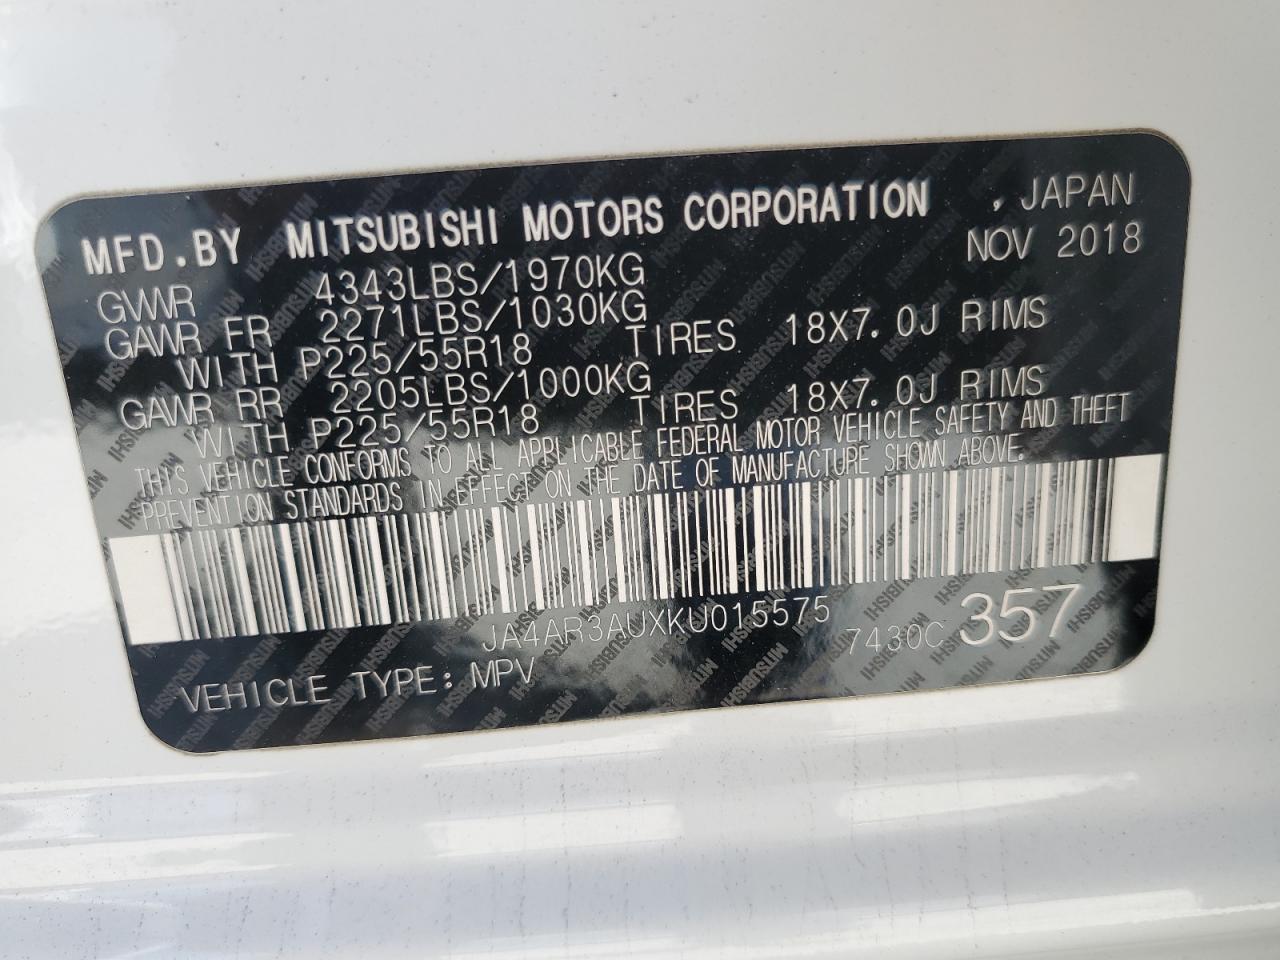 MFD.BY MITSUBISHI MOTORS CORPORATION , JAPAN
NOV 2018
GVWR 4343LBS/1970KG
GAWR FR 2271LBS/1030KG
WITH P225/55R18 TIRES 18X7.0J RIMS
GAWR RR 2205LBS/1000KG
WITH P225/55R18 TIRES 18X7.0J RIMS
THIS VEHICLE CONFORMS TO ALL APPLICABLE FEDERAL MOTOR VEHICLE SAFETY AND THEFT
PREVENTION STANDARDS IN EFFECT ON THE DATE OF MANUFACTURE SHOWN ABOVE.
JA4AR3AUXKU015575
7430C 357
VEHICLE TYPE: MPV